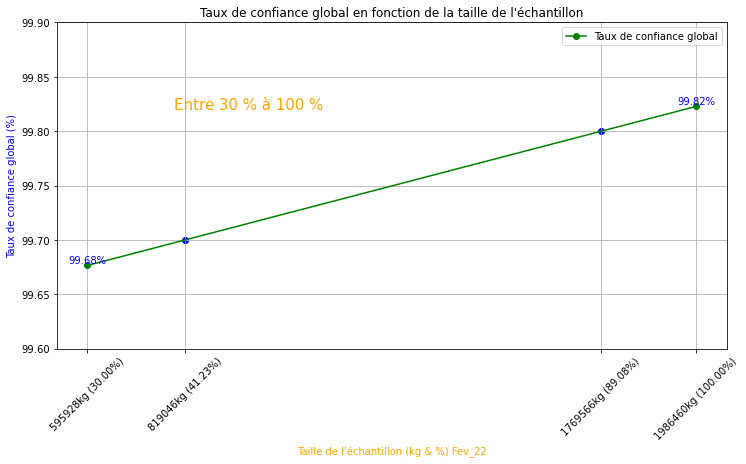 Taux de confiance global en fonction de la taille de l'échantillon
Taux de confiance global
Entre 30 % à 100 %
99.90
99.85
99.80
99.75
99.70
99.65
99.60
Taux de confiance global (%)
99.68%
99.82%
595928kg (30.00%)
819046kg (41.23%)
1769566kg (89.08%)
1986460kg (100.00%)
Taille de l'échantillon (kg & %) Fev_22